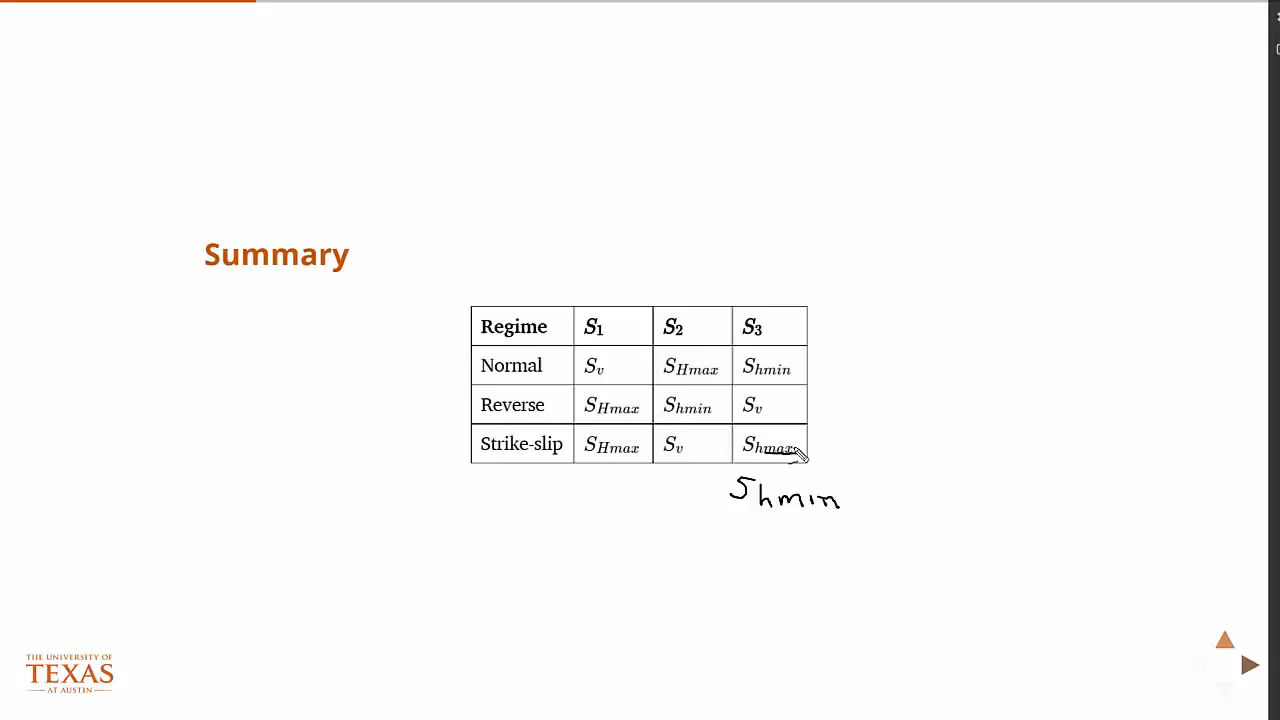 Summary
Regime S1 S2 S3
Normal Sv SHmax Shmin
Reverse SHmax Shmin Sv
Strike-slip SHmax Sv Shmax
Shmin
THE UNIVERSITY OF
TEXAS
AT AUSTIN